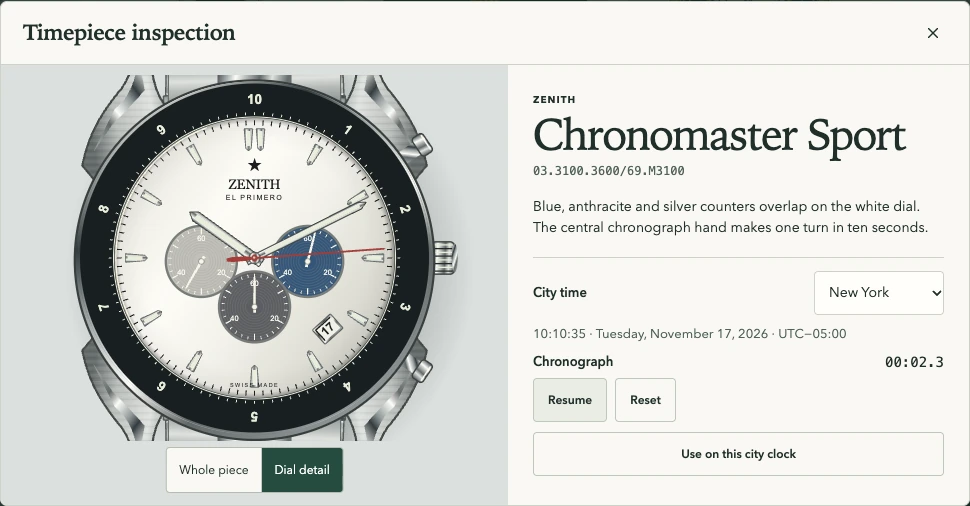 Timepiece inspection
×
10
1
2
3
4
5
6
7
8
9
ZENITH
EL PRIMERO
60
40
20
60
40
20
60
40
20
17
SWISS MADE
Whole piece
Dial detail
ZENITH
Chronomaster Sport
03.3100.3600/69.M3100
Blue, anthracite and silver counters overlap on the white dial.
The central chronograph hand makes one turn in ten seconds.
City time
New York
10:10:35 · Tuesday, November 17, 2026 · UTC−05:00
Chronograph
00:02.3
Resume
Reset
Use on this city clock